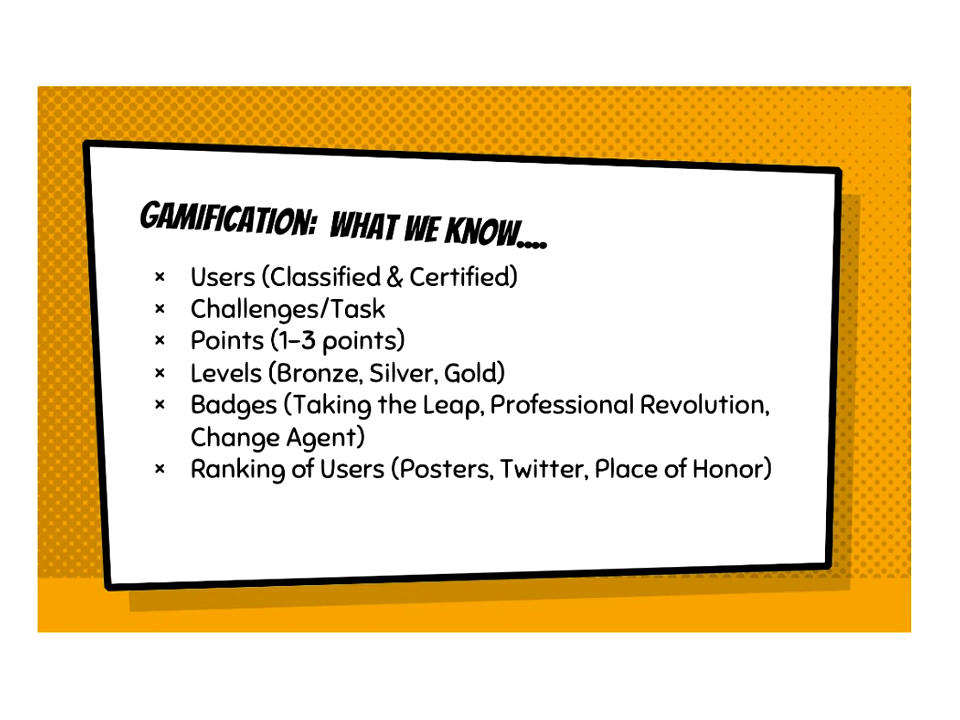 GAMIFICATION: WHAT WE KNOW....
× Users (Classified & Certified)
× Challenges/Task
× Points (1-3 points)
× Levels (Bronze, Silver, Gold)
× Badges (Taking the Leap, Professional Revolution,
Change Agent)
× Ranking of Users (Posters, Twitter, Place of Honor)